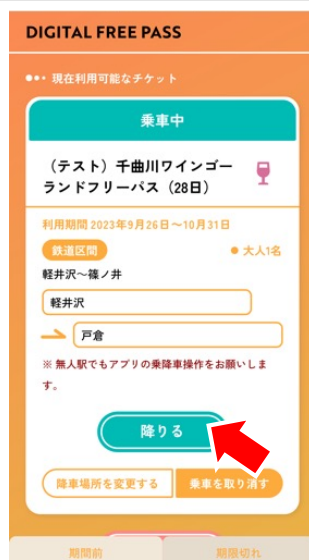 DIGITAL FREE PASS
現在利用可能なチケット
乗車中
（テスト）千曲川ワインゴー
ランドフリーパス（28日）
利用期間 2023年9月26日〜10月31日
鉄道区間
大人1名
軽井沢〜篠ノ井
軽井沢
戸倉
※ 無人駅でもアプリの乗降車操作をお願いしま
す。
降りる
降車場所を変更する
乗車を取り消す
期間前
期限切れ